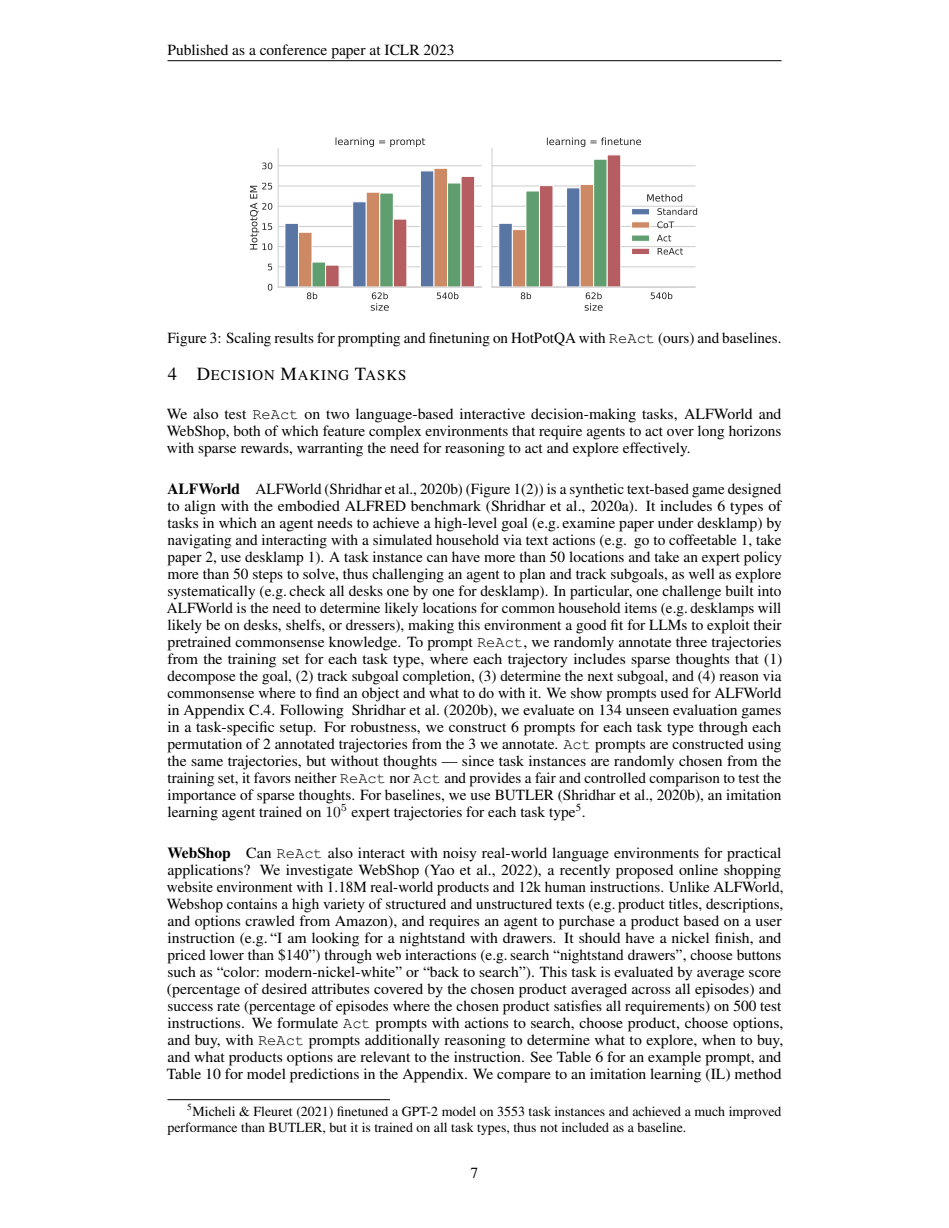 Published as a conference paper at ICLR 2023
learning = prompt
learning = finetune
HotpotQA EM
30
25
20
15
10
5
0
8b
62b
540b
size
8b
62b
540b
size
Method
Standard
CoT
Act
ReAct
Figure 3: Scaling results for prompting and finetuning on HotPotQA with ReAct (ours) and baselines.
4 DECISION MAKING TASKS
We also test ReAct on two language-based interactive decision-making tasks, ALFWorld and
WebShop, both of which feature complex environments that require agents to act over long horizons
with sparse rewards, warranting the need for reasoning to act and explore effectively.
ALFWorld ALFWorld (Shridhar et al., 2020b) (Figure 1(2)) is a synthetic text-based game designed
to align with the embodied ALFRED benchmark (Shridhar et al., 2020a). It includes 6 types of
tasks in which an agent needs to achieve a high-level goal (e.g. examine paper under desklamp) by
navigating and interacting with a simulated household via text actions (e.g. go to coffeetable 1, take
paper 2, use desklamp 1). A task instance can have more than 50 locations and take an expert policy
more than 50 steps to solve, thus challenging an agent to plan and track subgoals, as well as explore
systematically (e.g. check all desks one by one for desklamp). In particular, one challenge built into
ALFWorld is the need to determine likely locations for common household items (e.g. desklamps will
likely be on desks, shelfs, or dressers), making this environment a good fit for LLMs to exploit their
pretrained commonsense knowledge. To prompt ReAct, we randomly annotate three trajectories
from the training set for each task type, where each trajectory includes sparse thoughts that (1)
decompose the goal, (2) track subgoal completion, (3) determine the next subgoal, and (4) reason via
commonsense where to find an object and what to do with it. We show prompts used for ALFWorld
in Appendix C.4. Following Shridhar et al. (2020b), we evaluate on 134 unseen evaluation games
in a task-specific setup. For robustness, we construct 6 prompts for each task type through each
permutation of 2 annotated trajectories from the 3 we annotate. Act prompts are constructed using
the same trajectories, but without thoughts — since task instances are randomly chosen from the
training set, it favors neither ReAct nor Act and provides a fair and controlled comparison to test the
importance of sparse thoughts. For baselines, we use BUTLER (Shridhar et al., 2020b), an imitation
learning agent trained on 10⁵ expert trajectories for each task type⁵.
WebShop Can ReAct also interact with noisy real-world language environments for practical
applications? We investigate WebShop (Yao et al., 2022), a recently proposed online shopping
website environment with 1.18M real-world products and 12k human instructions. Unlike ALFWorld,
Webshop contains a high variety of structured and unstructured texts (e.g. product titles, descriptions,
and options crawled from Amazon), and requires an agent to purchase a product based on a user
instruction (e.g. “I am looking for a nightstand with drawers. It should have a nickel finish, and
priced lower than $140”) through web interactions (e.g. search “nightstand drawers”, choose buttons
such as “color: modern-nickel-white” or “back to search”). This task is evaluated by average score
(percentage of desired attributes covered by the chosen product averaged across all episodes) and
success rate (percentage of episodes where the chosen product satisfies all requirements) on 500 test
instructions. We formulate Act prompts with actions to search, choose product, choose options,
and buy, with ReAct prompts additionally reasoning to determine what to explore, when to buy,
and what products options are relevant to the instruction. See Table 6 for an example prompt, and
Table 10 for model predictions in the Appendix. We compare to an imitation learning (IL) method
⁵Micheli & Fleuret (2021) finetuned a GPT-2 model on 3553 task instances and achieved a much improved
performance than BUTLER, but it is trained on all task types, thus not included as a baseline.
7